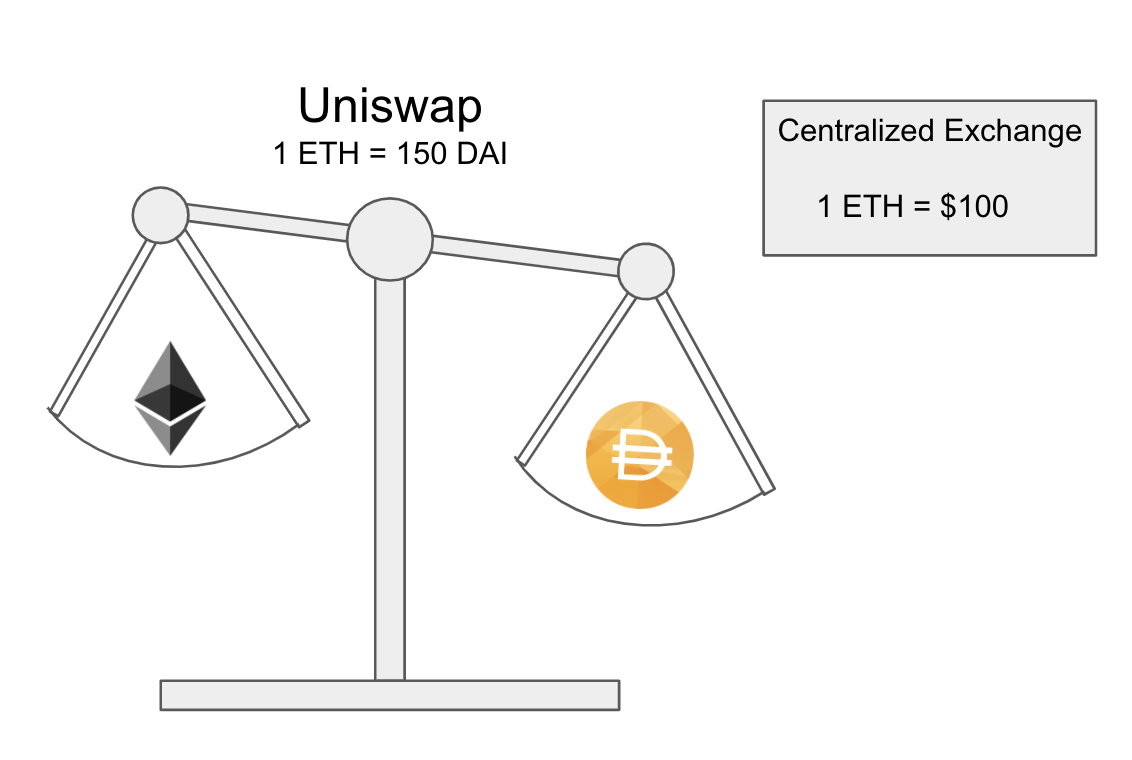 Uniswap
1 ETH = 150 DAI
Centralized Exchange
1 ETH = $100